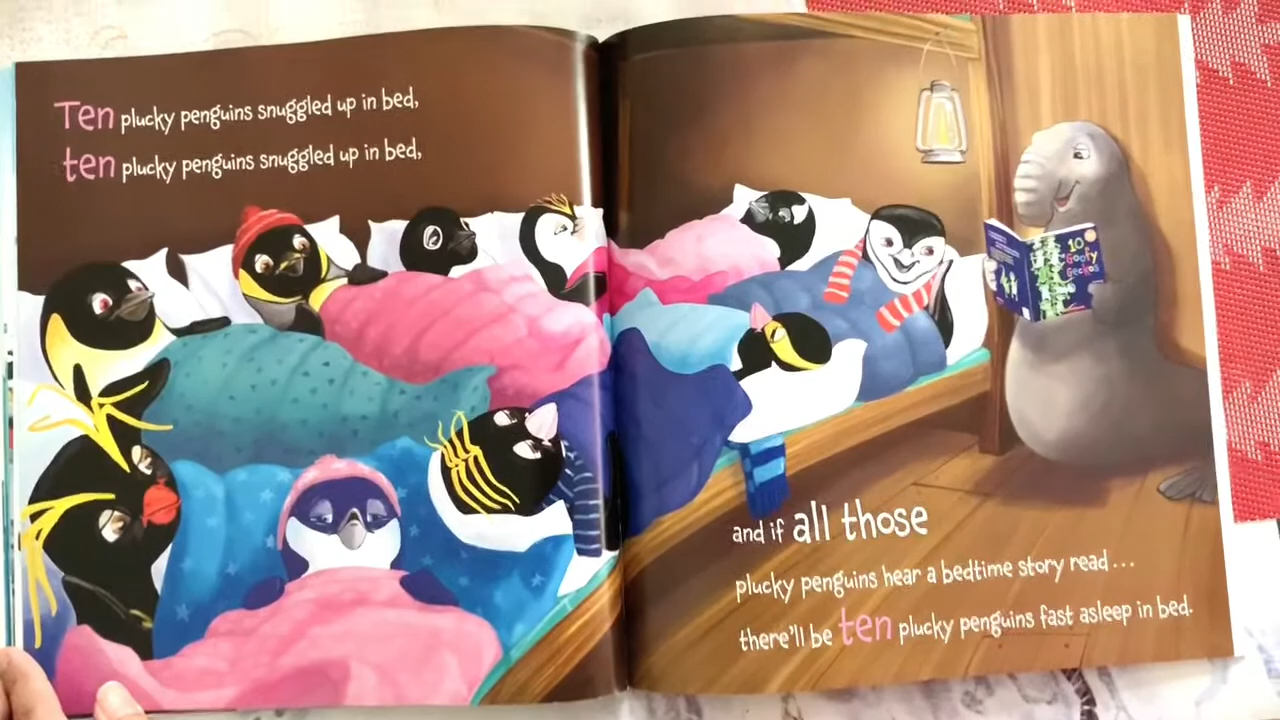 Ten plucky penguins snuggled up in bed,
ten plucky penguins snuggled up in bed,
10
Goofy
Geckos
and if all those
plucky penguins hear a bedtime story read...
there'll be ten plucky penguins fast asleep in bed.